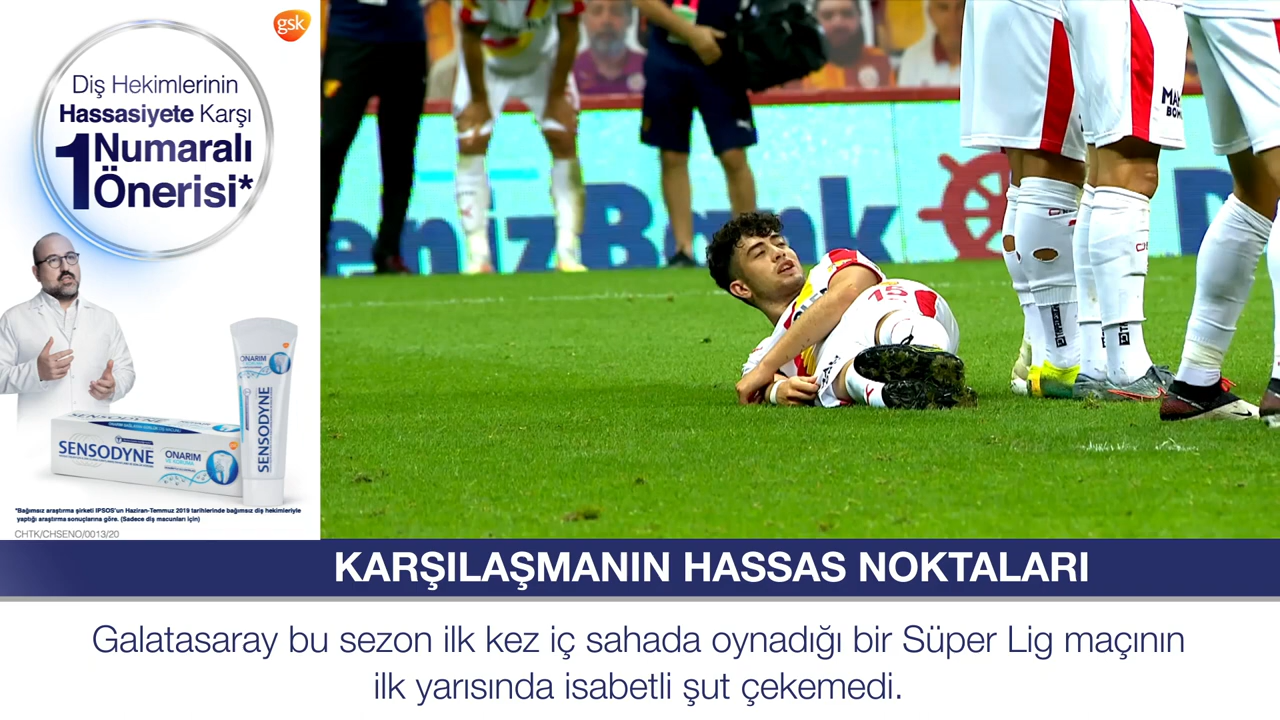 gsk
Diş Hekimlerinin
Hassasiyete Karşı
1 Numaralı
Önerisi*
ONARIM
SENSODYNE
SENSODYNE
ONARIM
*Bağımsız araştırma şirketi IPSOS'un Haziran-Temmuz 2019 tarihlerinde bağımsız diş hekimleriyle
yaptığı araştırma sonuçlarına göre. (Sadece diş macunları için)
CHTK/CHSENO/0013/20
enizBank
D
15
KARŞILAŞMANIN HASSAS NOKTALARI
Galatasaray bu sezon ilk kez iç sahada oynadığı bir Süper Lig maçının
ilk yarısında isabetli şut çekemedi.